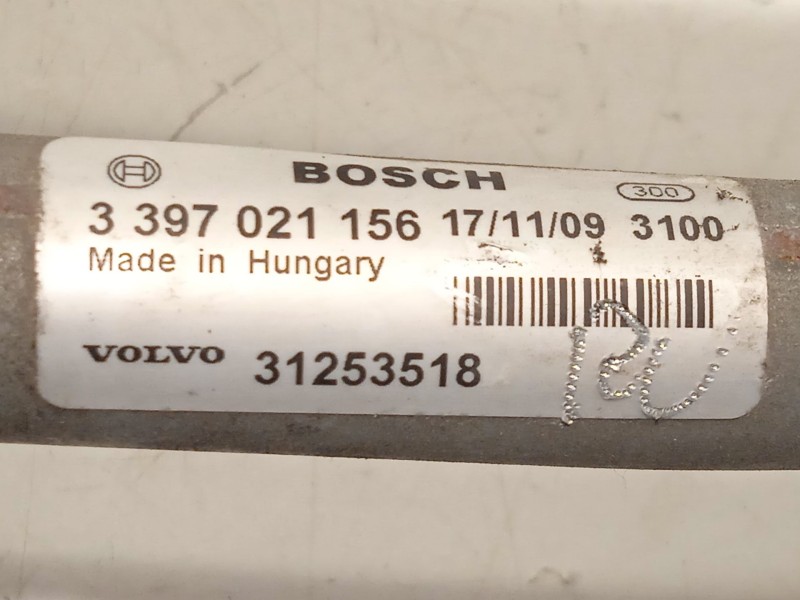 BOSCH 300
3 397 021 156 17/11/09 3100
Made in Hungary
VOLVO 31253518